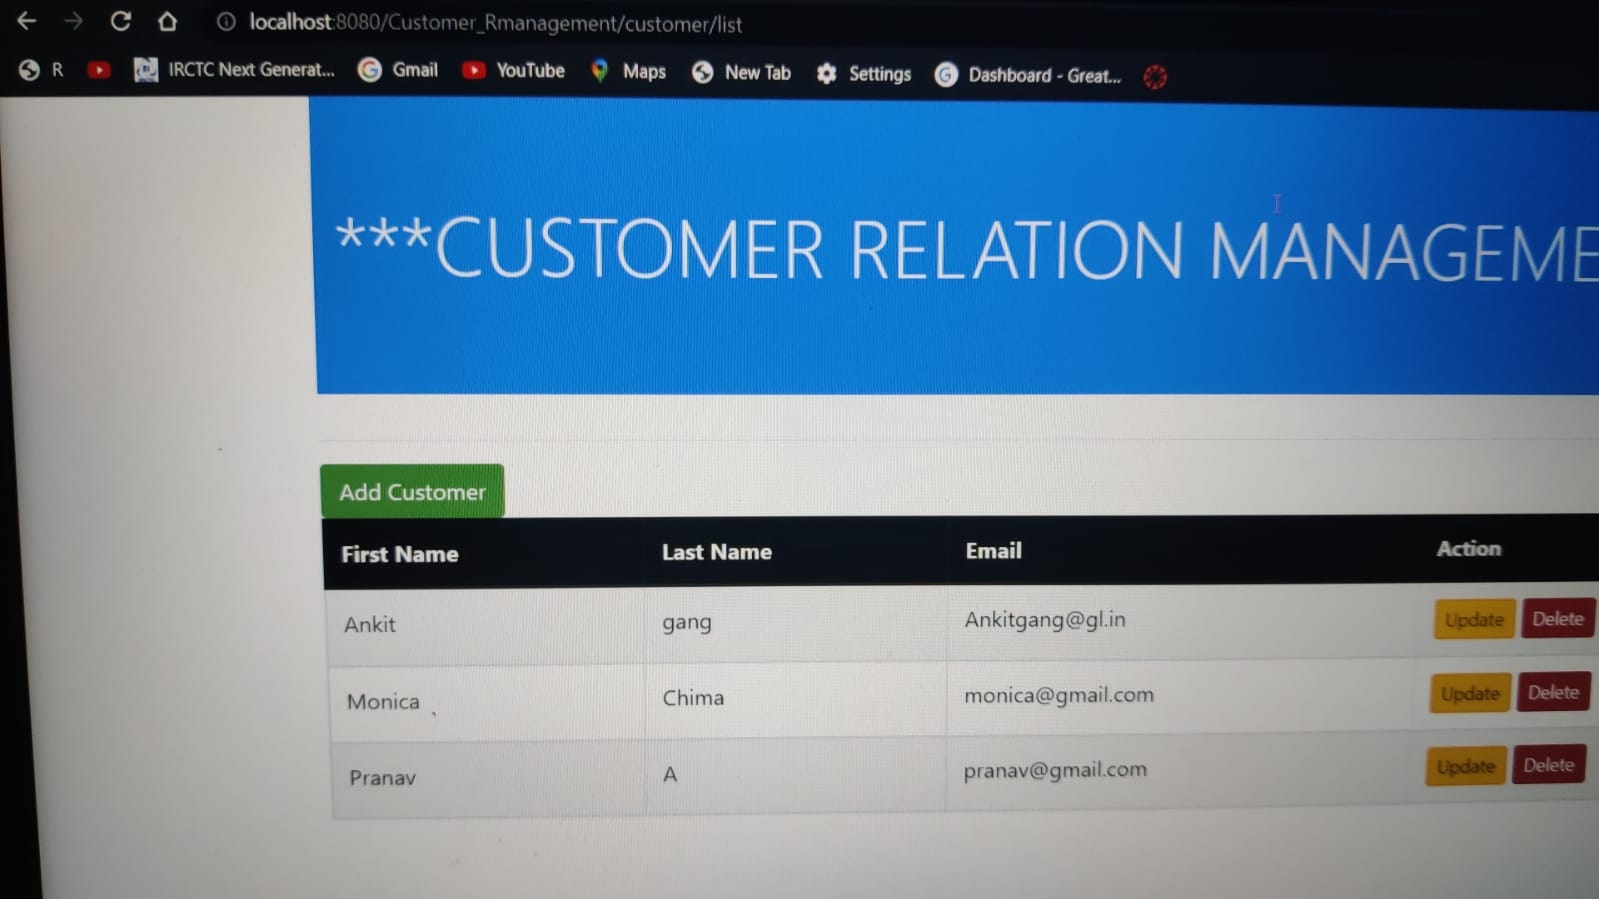 localhost:8080/Customer_Rmanagement/customer/list
R IRCTC Next Generat... Gmail YouTube Maps New Tab Settings Dashboard - Great...
***CUSTOMER RELATION MANAGEME
Add Customer
First Name Last Name Email Action
Ankit gang Ankitgang@gl.in Update Delete
Monica Chima monica@gmail.com Update Delete
Pranav A pranav@gmail.com Update Delete